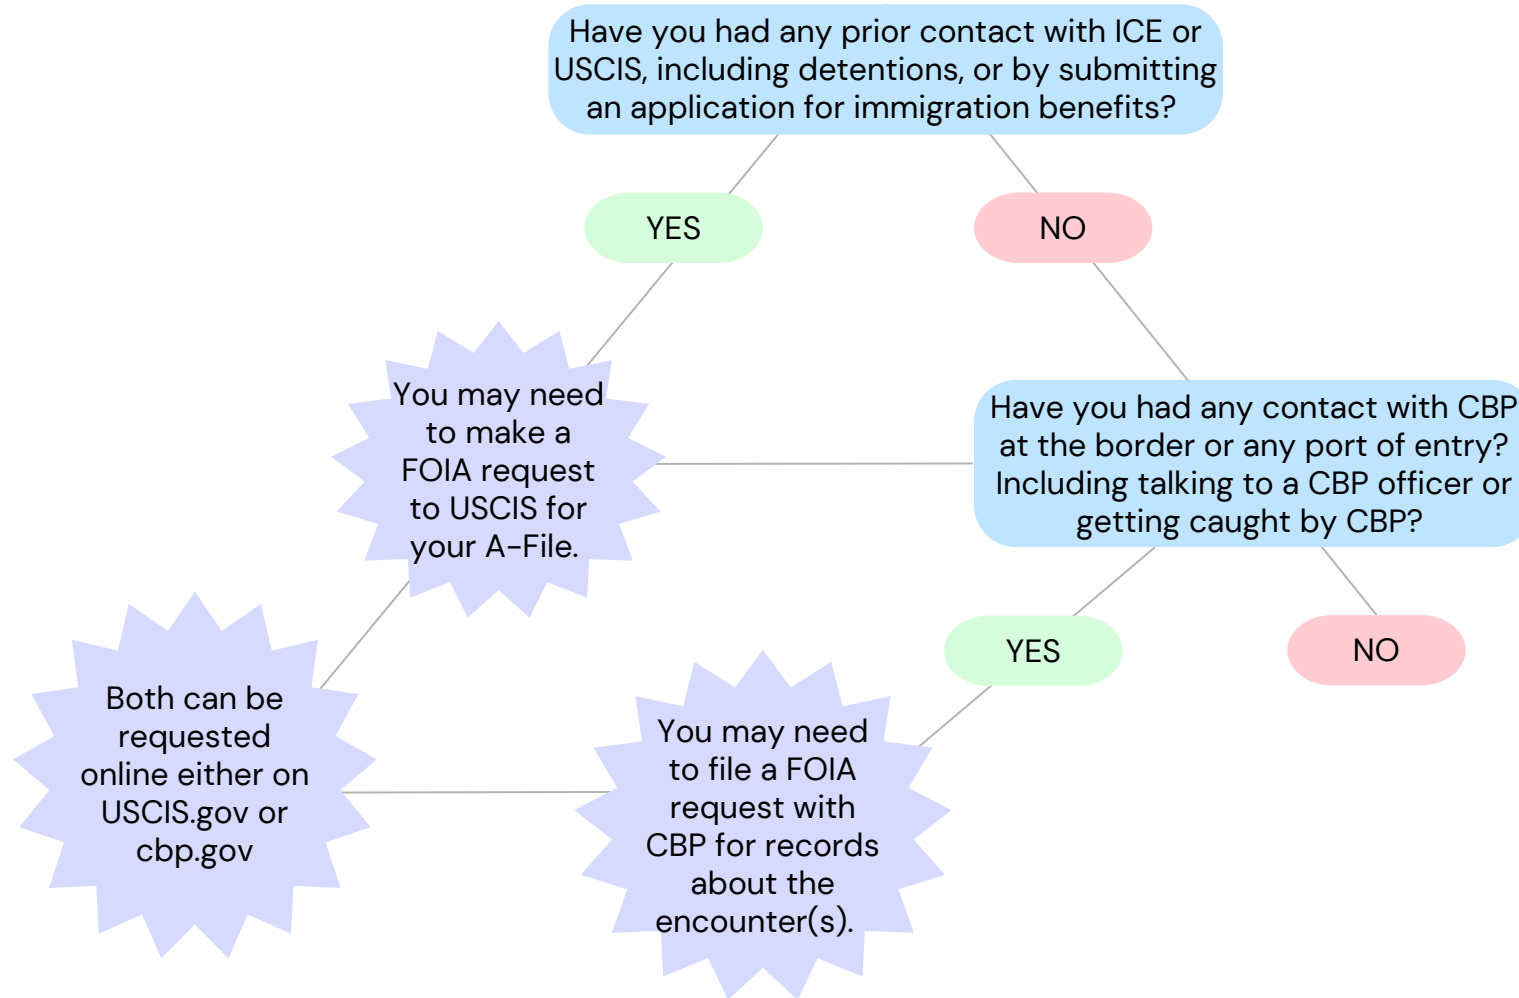 Have you had any prior contact with ICE or
USCIS, including detentions, or by submitting
an application for immigration benefits?
YES
NO
You may need
to make a
FOIA request
to USCIS for
your A-File.
Have you had any contact with CBP
at the border or any port of entry?
Including talking to a CBP officer or
getting caught by CBP?
YES
NO
Both can be
requested
online either on
USCIS.gov or
cbp.gov
You may need
to file a FOIA
request with
CBP for records
about the
encounter(s).